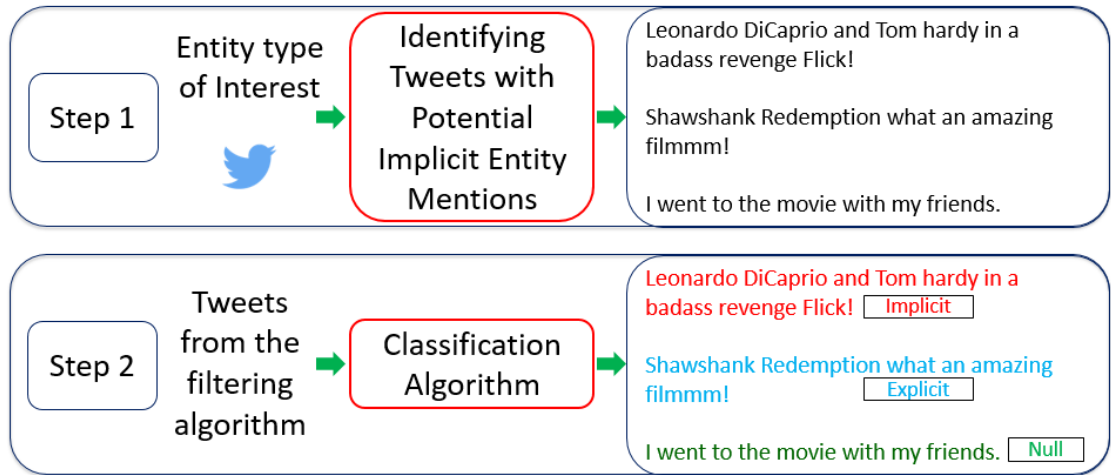 Step 1
Entity type
of Interest
Identifying
Tweets with
Potential
Implicit Entity
Mentions
Leonardo DiCaprio and Tom hardy in a
badass revenge Flick!
Shawshank Redemption what an amazing
filmmm!
I went to the movie with my friends.
Step 2
Tweets
from the
filtering
algorithm
Classification
Algorithm
Leonardo DiCaprio and Tom hardy in a
badass revenge Flick! Implicit
Shawshank Redemption what an amazing
filmmm! Explicit
I went to the movie with my friends. Null